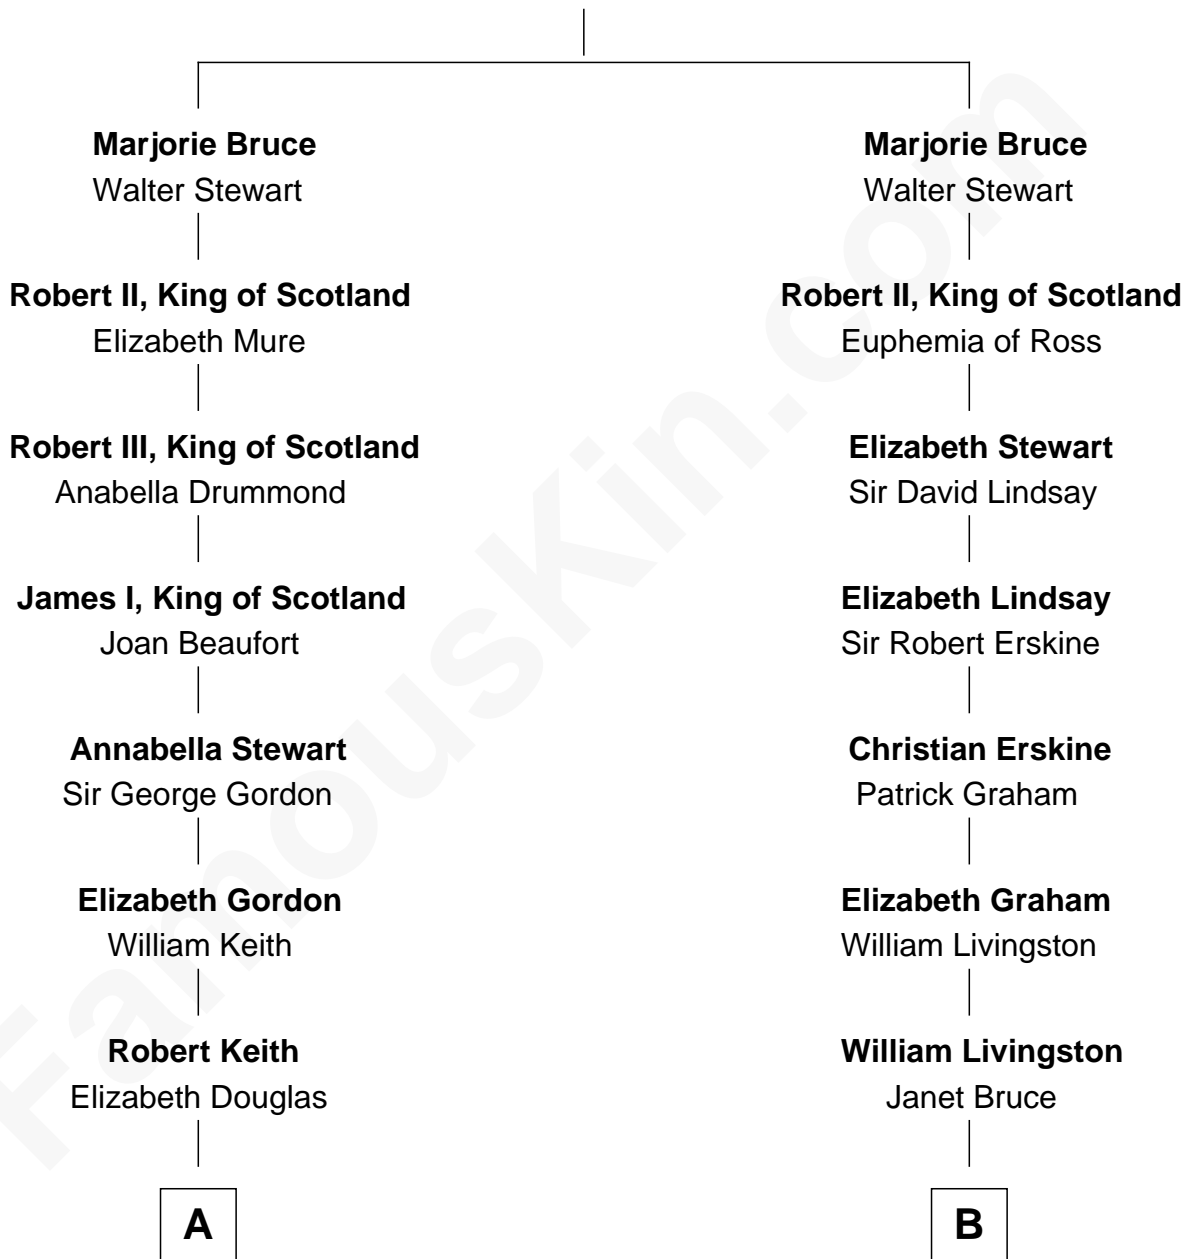 Marjorie Bruce
Walter Stewart
Robert II, King of Scotland
Elizabeth Mure
Robert III, King of Scotland
Anabella Drummond
James I, King of Scotland
Joan Beaufort
Annabella Stewart
Sir George Gordon
Elizabeth Gordon
William Keith
Robert Keith
Elizabeth Douglas
A
Marjorie Bruce
Walter Stewart
Robert II, King of Scotland
Euphemia of Ross
Elizabeth Stewart
Sir David Lindsay
Elizabeth Lindsay
Sir Robert Erskine
Christian Erskine
Patrick Graham
Elizabeth Graham
William Livingston
William Livingston
Janet Bruce
B
FamousKin.com